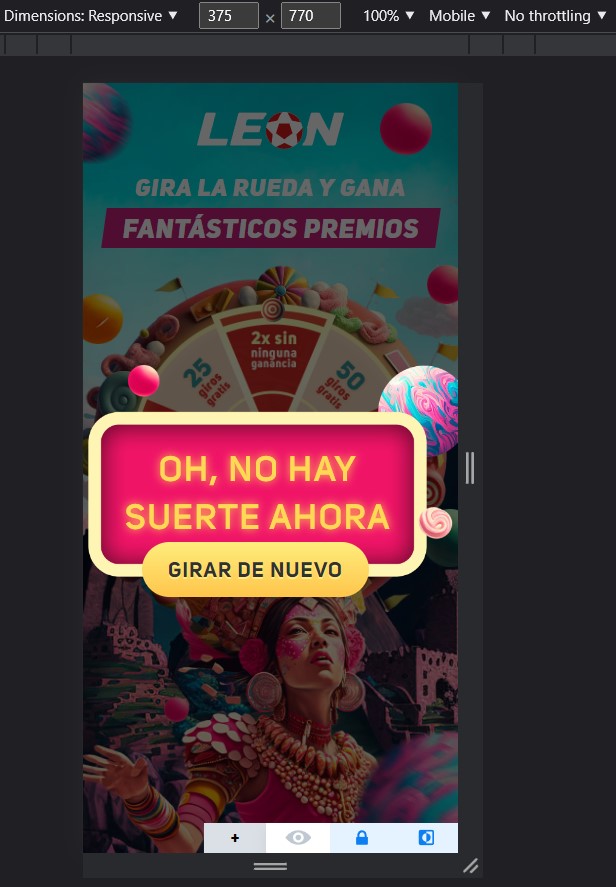 Dimensions: Responsive ▼ 375 × 770 100% ▼ Mobile ▼ No throttling ▼
LEON
GIRA LA RUEDA Y GANA
FANTÁSTICOS PREMIOS
25
giros
gratis
2x sin
ninguna
ganancia
50
giros
gratis
OH, NO HAY
SUERTE AHORA
GIRAR DE NUEVO
+